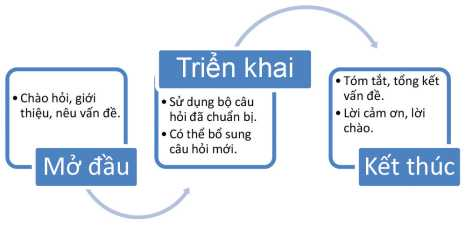 • Chào hỏi, giới
thiệu, nêu vấn đề.
Mở đầu
Triển khai
• Sử dụng bộ câu
hỏi đã chuẩn bị.
• Có thể bổ sung
câu hỏi mới.
• Tóm tắt, tổng kết
vấn đề.
• Lời cảm ơn, lời
chào.
Kết thúc